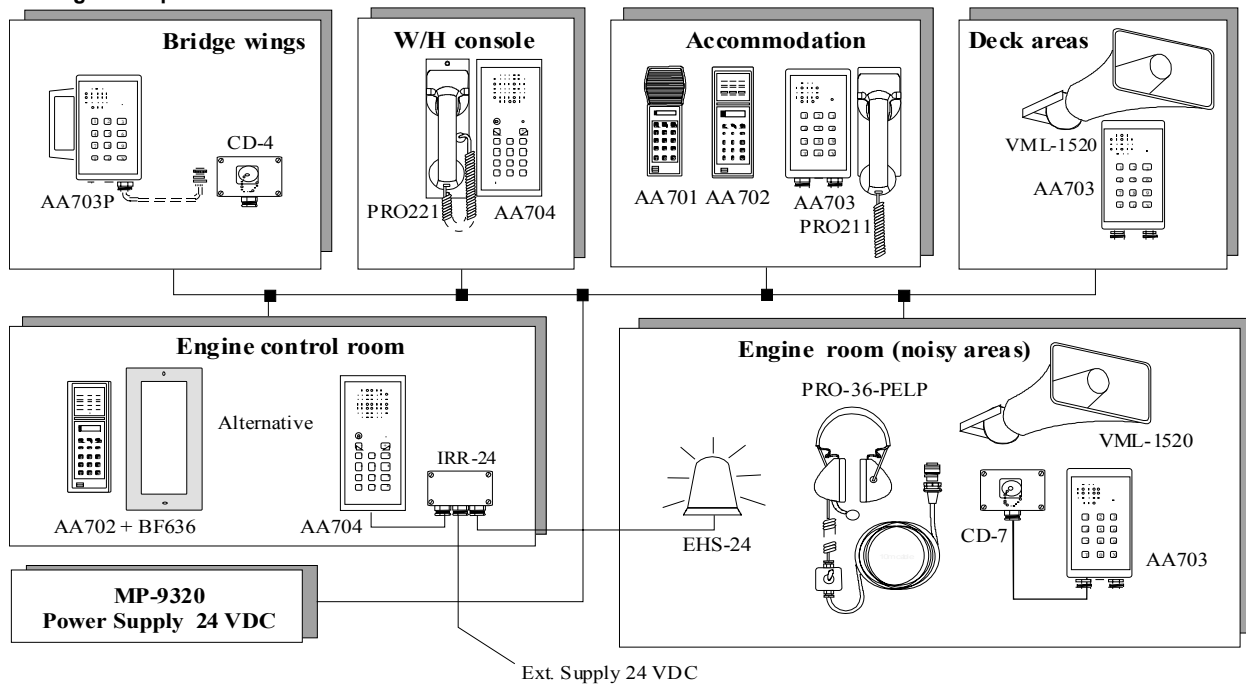 Bridge wings
CD-4
AA703P
W/H console
PRO221
AA704
Accommodation
AA701
AA702
AA703
PRO211
Deck areas
VML-1520
AA703
Engine control room
Alternative
IRR-24
AA702 + BF636
AA704
Engine room (noisy areas)
PRO-36-PELP
VML-1520
CD-7
EHS-24
AA703
MP-9320
Power Supply 24 VDC
Ext. Supply 24 VDC